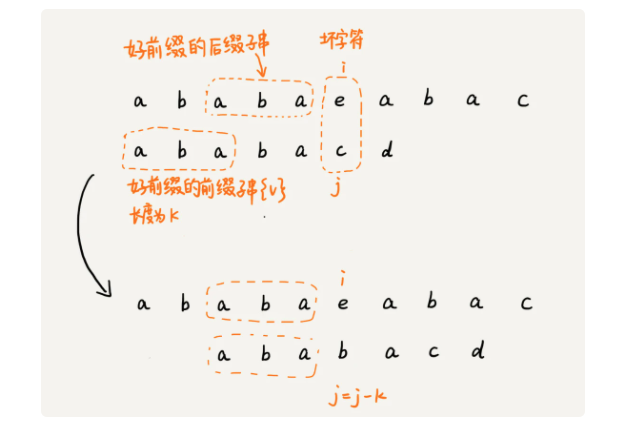 好前缀的后缀子串 坏字符
i
a b a b a e a b a c
a b a b a c d
好前缀的前缀子串{v} j
长度为k
i
a b a b a e a b a c
a b a b a c d
j=j-k